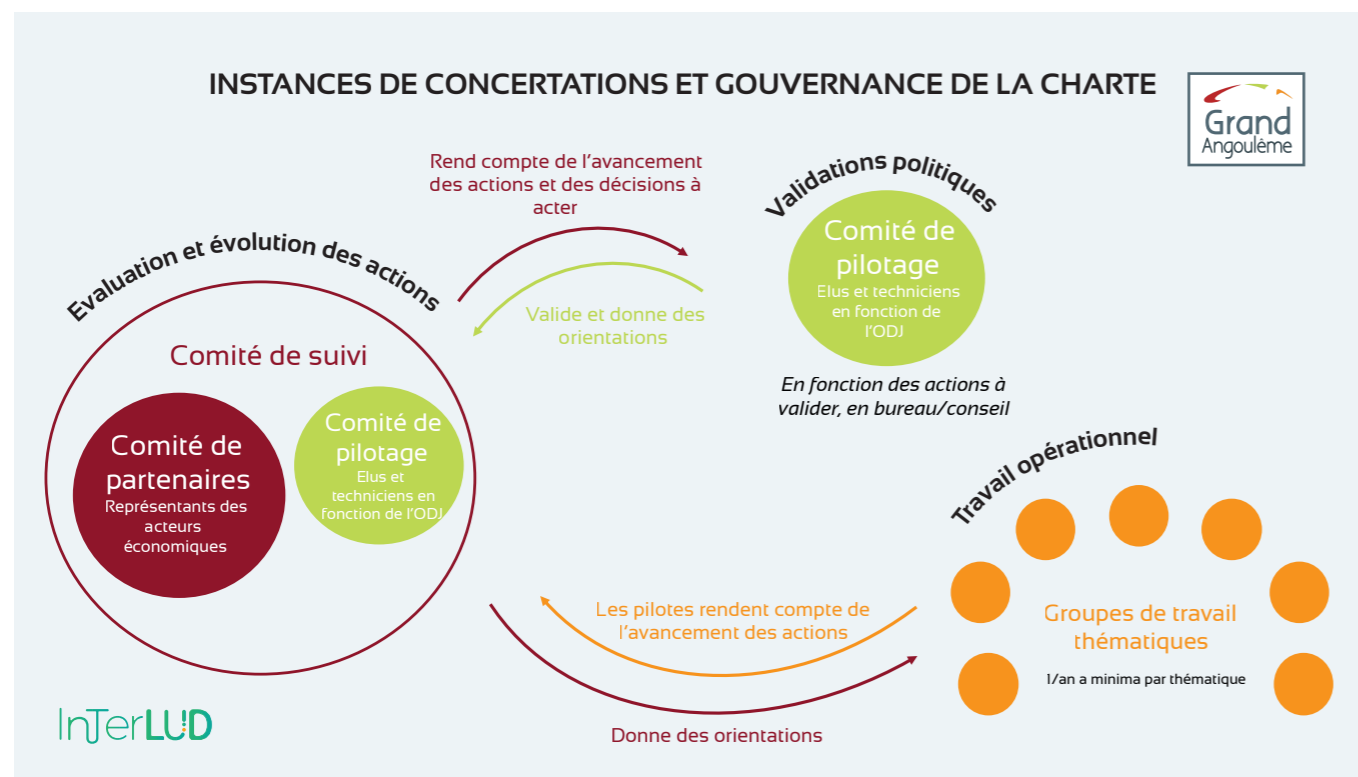 INSTANCES DE CONCERTATIONS ET GOUVERNANCE DE LA CHARTE
Grand
Angoulême
Rend compte de l'avancement
des actions et des décisions à
acter
Validations politiques
Comité de
pilotage
Elus et techniciens
en fonction de
l'ODJ
En fonction des actions à
valider, en bureau/conseil
Valide et donne des
orientations
Evaluation et évolution des actions
Comité de suivi
Comité de
partenaires
Représentants des
acteurs
économiques
Comité de
pilotage
Elus et
techniciens en
fonction de l'ODJ
Travail opérationnel
Groupes de travail
thématiques
1/an a minima par thématique
Les pilotes rendent compte de
l'avancement des actions
Donne des orientations
InTerLUD